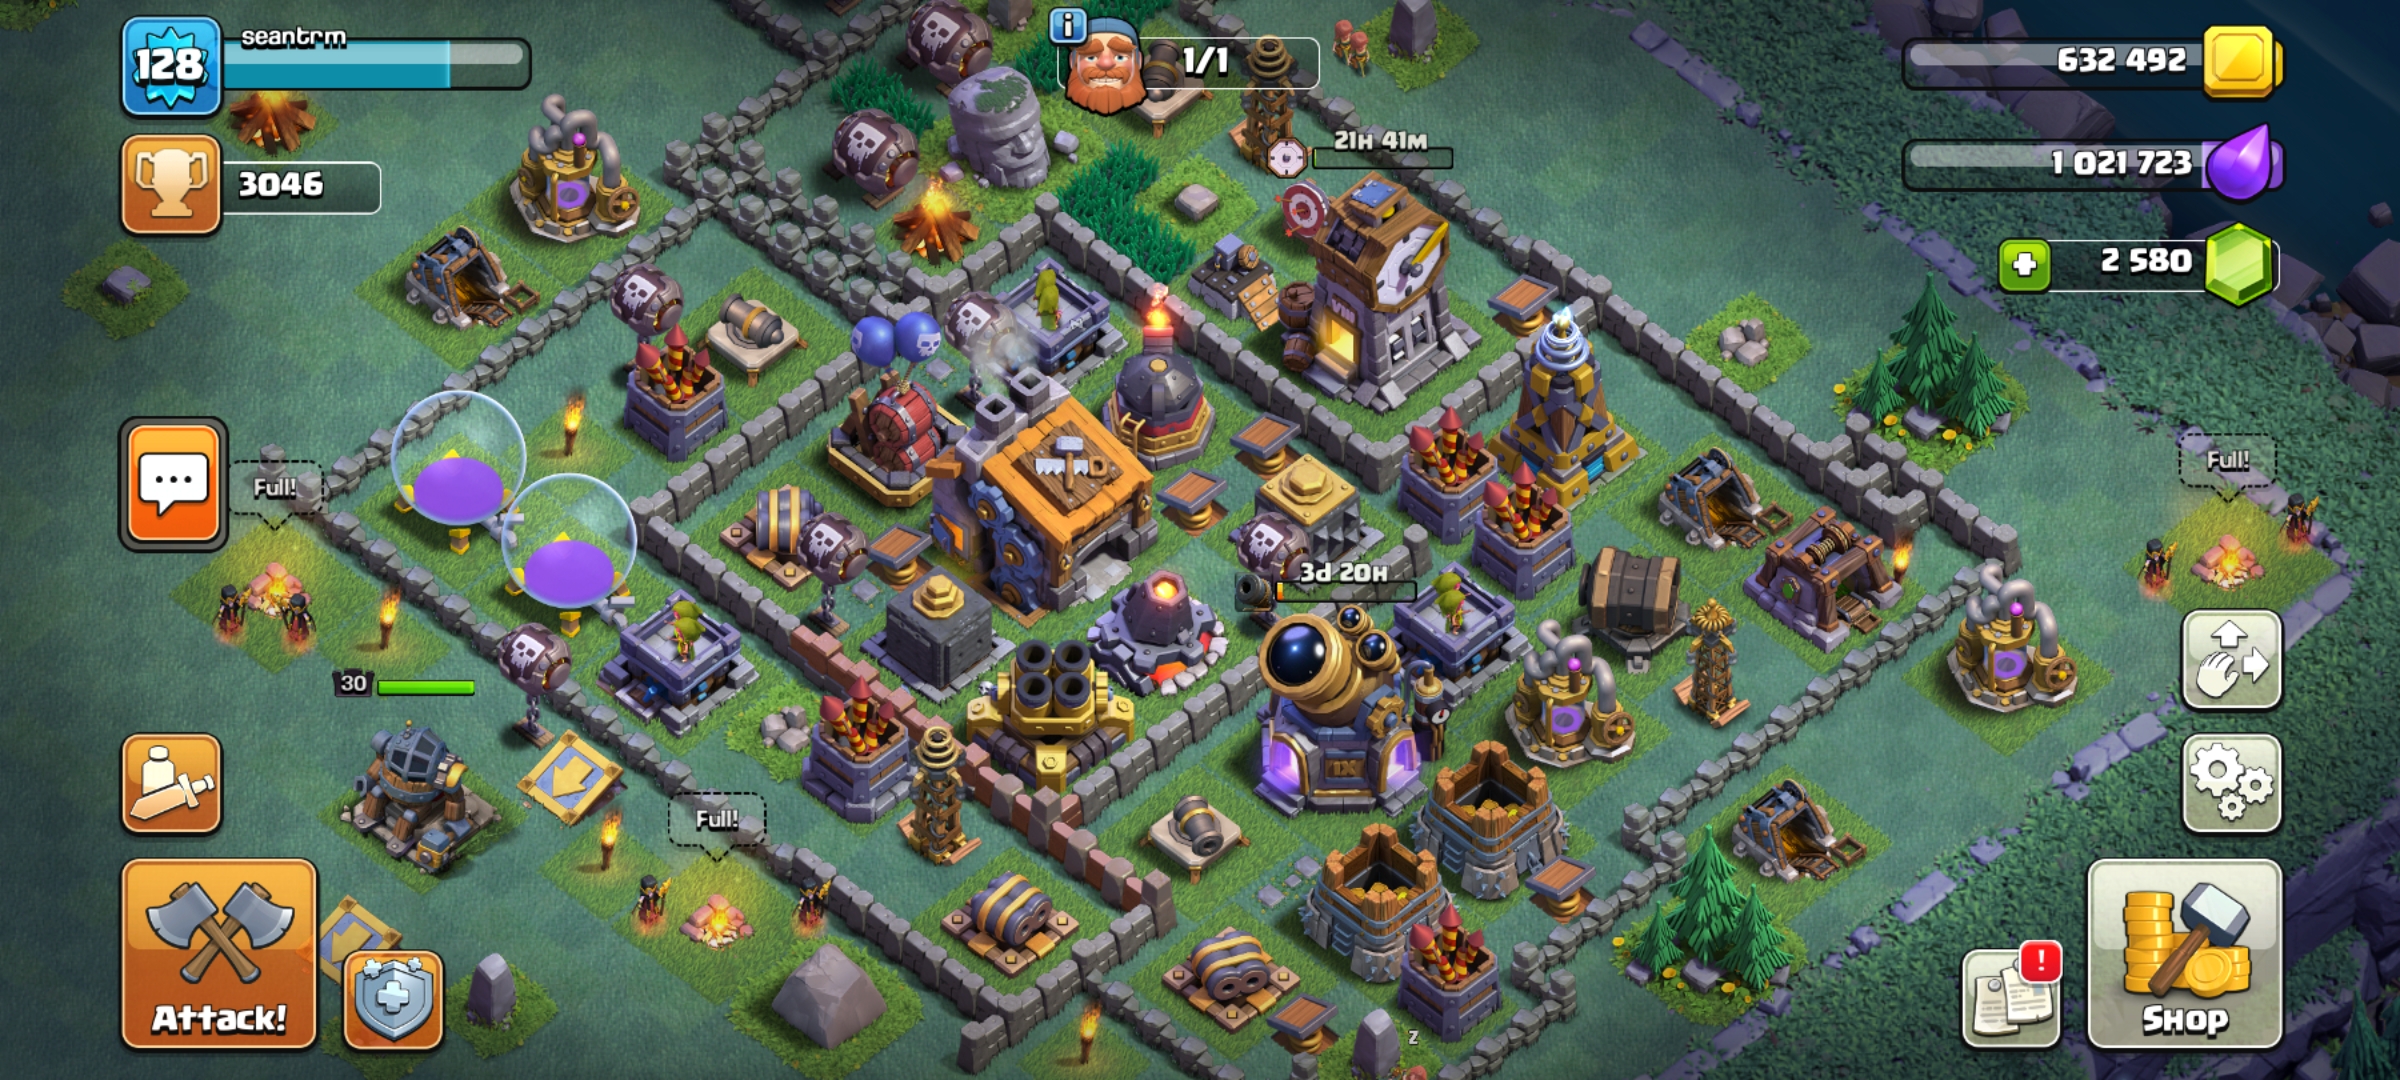 128
seantrm
1/1
632 492
21H 41M
1 021 723
3046
2 580
Full!
Full!
3d 20H
30
IX
Full!
Attack!
z
!
Shop